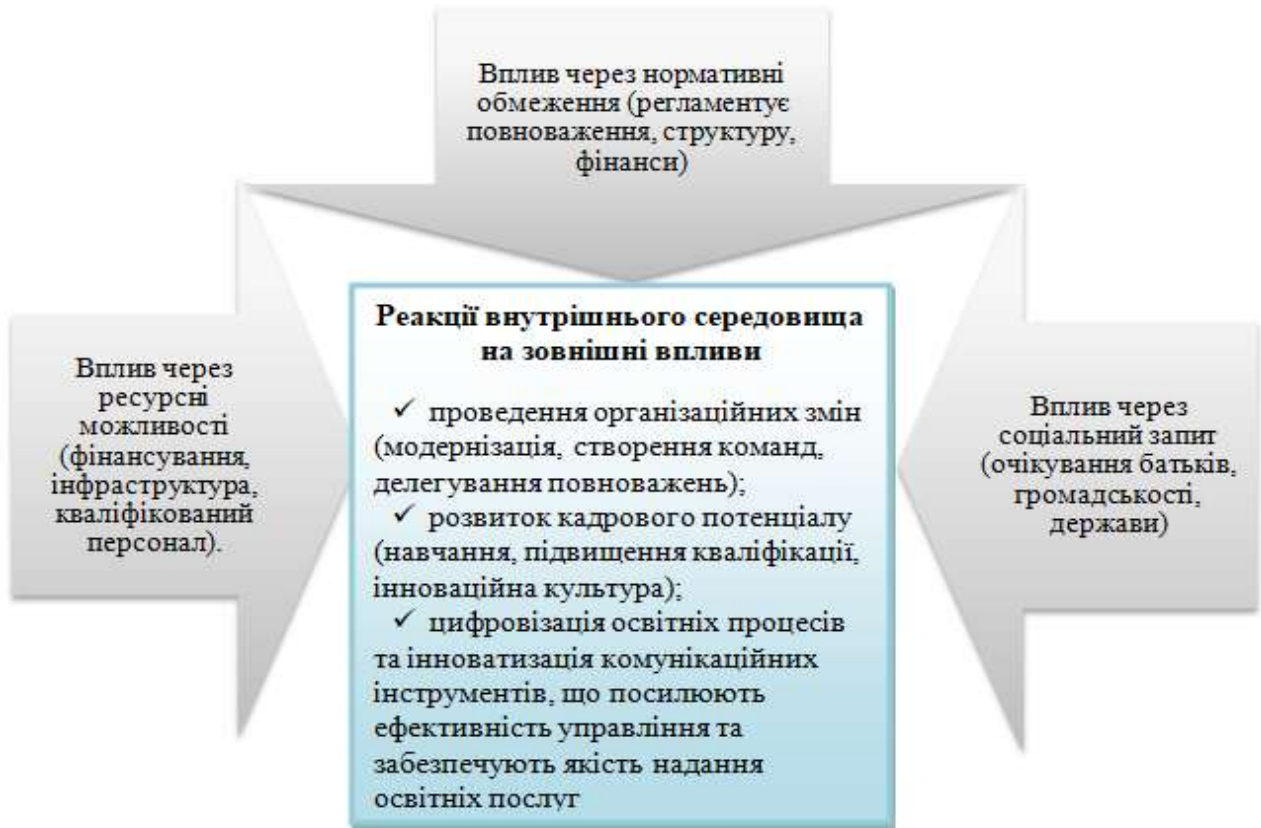 Вплив через нормативні
обмеження (регламентує
повноваження, структуру,
фінанси)
Вплив через
ресурсні
можливості
(фінансування,
інфраструктура,
кваліфікований
персонал).
Реакції внутрішнього середовища
на зовнішні впливи
✓ проведення організаційних змін
(модернізація, створення команд,
делегування повноважень);
✓ розвиток кадрового потенціалу
(навчання, підвищення кваліфікації,
інноваційна культура);
✓ цифровізація освітніх процесів
та інноватизація комунікаційних
інструментів, що посилюють
ефективність управління та
забезпечують якість надання
освітніх послуг
Вплив через
соціальний запит
(очікування батьків,
громадськості,
держави)